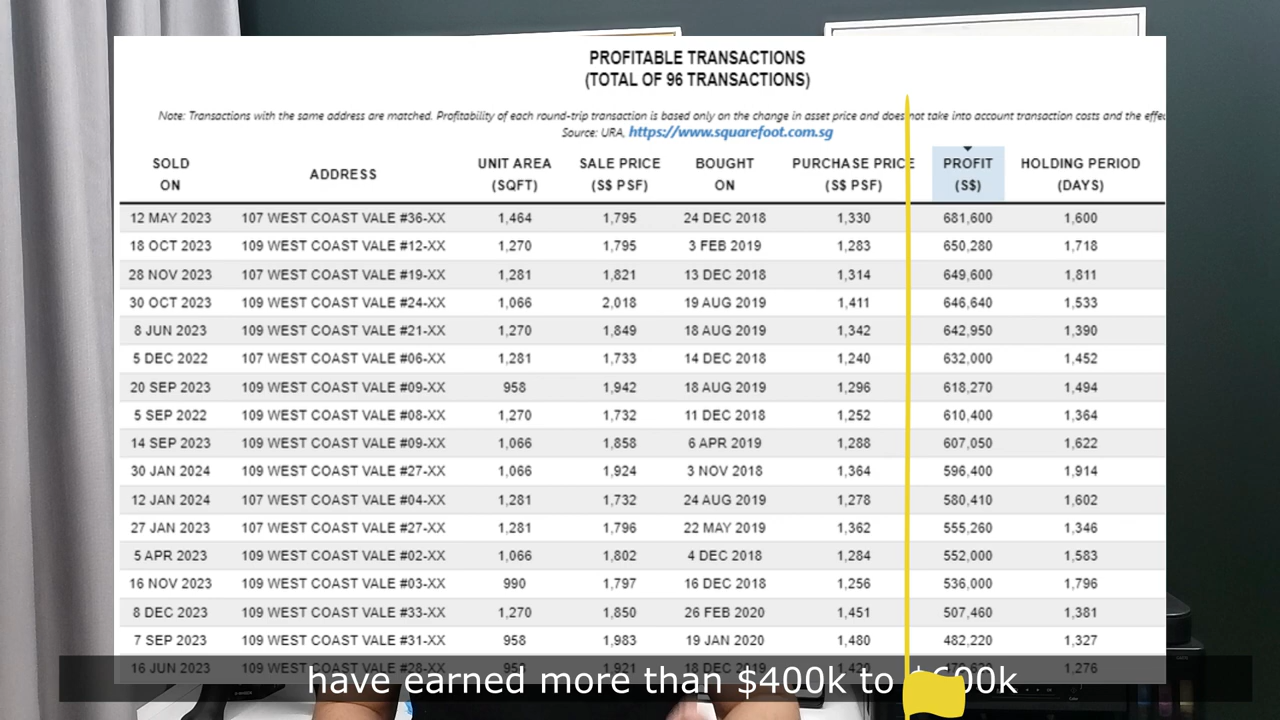 PROFITABLE TRANSACTIONS
(TOTAL OF 96 TRANSACTIONS)
Note: Transactions with the same address are matched. Profitability of each round-trip transaction is based only on the change in asset price and does not take into account transaction costs and the
Source: URA, https://www.squarefoot.com.sg
SOLD ON ADDRESS UNIT AREA (SQFT) SALE PRICE (S$ PSF) BOUGHT ON PURCHASE PRICE (S$ PSF) PROFIT (S$) HOLDING PERIOD (DAYS)
12 MAY 2023 107 WEST COAST VALE #36-XX 1,464 1,795 24 DEC 2018 1,330 681,600 1,600
18 OCT 2023 109 WEST COAST VALE #12-XX 1,270 1,795 3 FEB 2019 1,283 650,280 1,718
28 NOV 2023 107 WEST COAST VALE #19-XX 1,281 1,821 13 DEC 2018 1,314 649,600 1,811
30 OCT 2023 109 WEST COAST VALE #24-XX 1,066 2,018 19 AUG 2019 1,411 646,640 1,533
8 JUN 2023 109 WEST COAST VALE #21-XX 1,270 1,849 18 AUG 2019 1,342 642,950 1,390
5 DEC 2022 107 WEST COAST VALE #06-XX 1,281 1,733 14 DEC 2018 1,240 632,000 1,452
20 SEP 2023 109 WEST COAST VALE #09-XX 958 1,942 18 AUG 2019 1,296 618,270 1,494
5 SEP 2022 109 WEST COAST VALE #08-XX 1,270 1,732 11 DEC 2018 1,252 610,400 1,364
14 SEP 2023 109 WEST COAST VALE #09-XX 1,066 1,858 6 APR 2019 1,288 607,050 1,622
30 JAN 2024 109 WEST COAST VALE #27-XX 1,066 1,924 3 NOV 2018 1,364 596,400 1,914
12 JAN 2024 107 WEST COAST VALE #04-XX 1,281 1,732 24 AUG 2019 1,278 580,410 1,602
27 JAN 2023 107 WEST COAST VALE #27-XX 1,281 1,796 22 MAY 2019 1,362 555,260 1,346
5 APR 2023 109 WEST COAST VALE #02-XX 1,066 1,802 4 DEC 2018 1,284 552,000 1,583
16 NOV 2023 109 WEST COAST VALE #03-XX 990 1,797 16 DEC 2018 1,256 536,000 1,796
8 DEC 2023 109 WEST COAST VALE #33-XX 1,270 1,850 26 FEB 2020 1,451 507,460 1,381
7 SEP 2023 109 WEST COAST VALE #31-XX 958 1,983 19 JAN 2020 1,480 482,220 1,327
16 JUN 2023 109 WEST COAST VALE #28-XX 1,921 18 DEC 2019 1,276
have earned more than $400k to